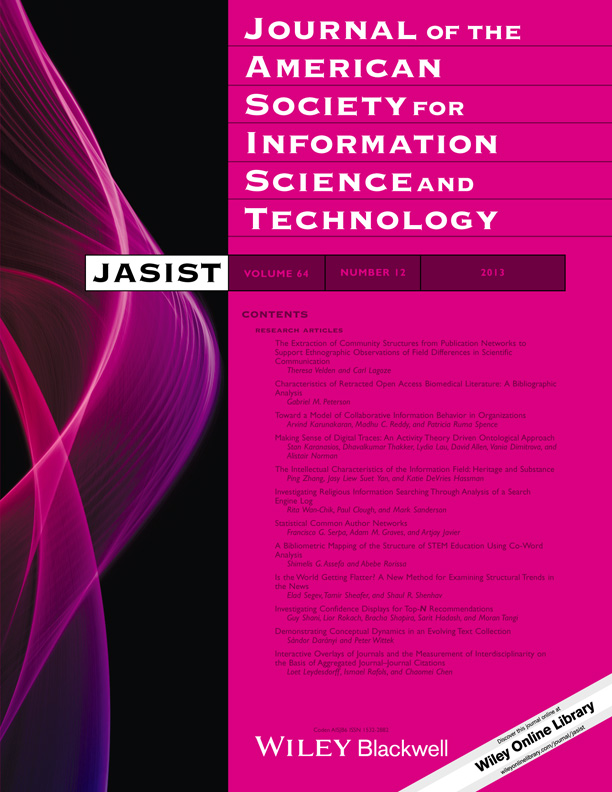 JOURNAL OF THE
AMERICAN
SOCIETY FOR
INFORMATION
SCIENCE AND
TECHNOLOGY
JASIST
VOLUME 64
NUMBER 12
2013
CONTENTS
RESEARCH ARTICLES
The Extraction of Community Structures from Publication Networks to
Support Ethnographic Observations of Field Differences in Scientific
Communication
Theresa Velden and Carl Lagoze
Characteristics of Retracted Open Access Biomedical Literature: A Bibliographic
Analysis
Gabriel M. Peterson
Toward a Model of Collaborative Information Behavior in Organizations
Arvind Karunakaran, Madhu C. Reddy, and Patricia Ruma Spence
Making Sense of Digital Traces: An Activity Theory Driven Ontological Approach
Stan Karanasios, Dhavalkumar Thakker, Lydia Lau, David Allen, Vania Dimitrova, and
Alistair Norman
The Intellectual Characteristics of the Information Field: Heritage and Substance
Ping Zhang, Jasy Liew Suet Yan, and Katie DeVries Hassman
Investigating Religious Information Searching Through Analysis of a Search
Engine Log
Rita Wan-Chik, Paul Clough, and Mark Sanderson
Statistical Common Author Networks
Francisco G. Serpa, Adam M. Graves, and Artjay Javier
A Bibliometric Mapping of the Structure of STEM Education Using Co-Word
Analysis
Shimelis G. Assefa and Abebe Rorissa
Is the World Getting Flatter? A New Method for Examining Structural Trends in
the News
Elad Segev, Tamir Sheafer, and Shaul R. Shenhav
Investigating Confidence Displays for Top-N Recommendations
Guy Shani, Lior Rokach, Bracha Shapira, Sarit Hadash, and Moran Tangi
Demonstrating Conceptual Dynamics in an Evolving Text Collection
Sándor Darányi and Peter Wittek
Interactive Overlays of Journals and the Measurement of Interdisciplinarity on
the Basis of Aggregated Journal–Journal Citations
Loet Leydesdorff, Ismael Rafols, and Chaomei Chen
WILEY Blackwell
Discover this journal online at
Wiley Online Library
wileyonlinelibrary.com/journal/jasist